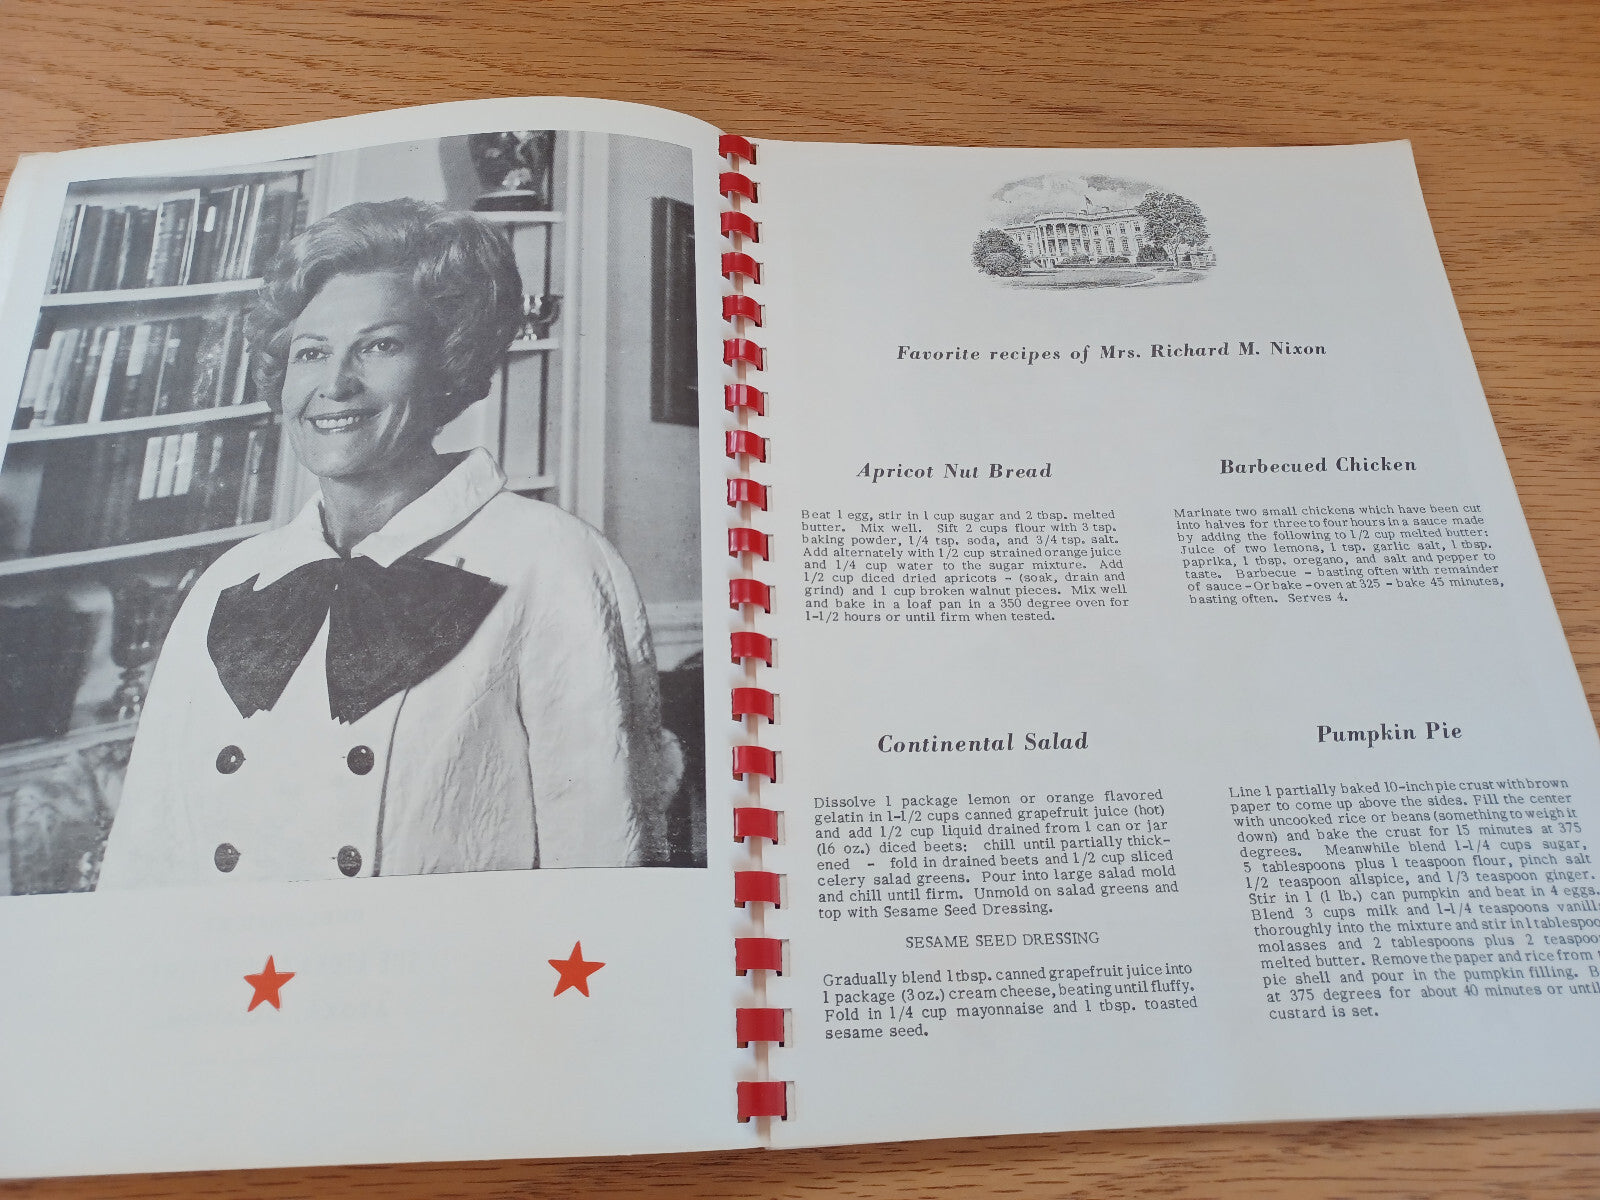 Favorite recipes of Mrs. Richard M. Nixon
Apricot Nut Bread
Beat 1 egg, stir in 1 cup sugar and 2 tbsp. melted
butter. Mix well. Sift 2 cups flour with 3 tsp.
baking powder, 1/4 tsp. soda, and 3/4 tsp. salt.
Add alternately with 1/2 cup strained orange juice
and 1/4 cup water to the sugar mixture. Add
1/2 cup diced dried apricots - (soak, drain and
grind) and 1 cup broken walnut pieces. Mix well
and bake in a loaf pan in a 350 degree oven for
1-1/2 hours or until firm when tested.
Barbecued Chicken
Marinate two small chickens which have been cut
into halves for three to four hours in a sauce made
by adding the following to 1/2 cup melted butter:
Juice of two lemons, 1 tsp. garlic salt, 1 tbsp.
paprika, 1 tbsp. oregano, and salt and pepper to
taste. Barbecue - basting often with remainder
of sauce - Or bake - oven at 325 - bake 45 minutes,
basting often. Serves 4.
Continental Salad
Dissolve 1 package lemon or orange flavored
gelatin in 1-1/2 cups canned grapefruit juice (hot)
and add 1/2 cup liquid drained from 1 can or jar
(16 oz.) diced beets: chill until partially thick-
ened - fold in drained beets and 1/2 cup sliced
celery salad greens. Pour into large salad mold
and chill until firm. Unmold on salad greens and
top with Sesame Seed Dressing.
SESAME SEED DRESSING
Gradually blend 1 tbsp. canned grapefruit juice into
1 package (3 oz.) cream cheese, beating until fluffy.
Fold in 1/4 cup mayonnaise and 1 tbsp. toasted
sesame seed.
Pumpkin Pie
Line 1 partially baked 10-inch pie crust with brown
paper to come up above the sides. Fill the center
with uncooked rice or beans (something to weigh it
down) and bake the crust for 15 minutes at 375
degrees. Meanwhile blend 1-1/4 cups sugar,
5 tablespoons plus 1 teaspoon flour, pinch salt
1/2 teaspoon allspice, and 1/3 teaspoon ginger.
Stir in 1 (1 lb.) can pumpkin and beat in 4 eggs.
Blend 3 cups milk and 1-1/4 teaspoons vanill
thoroughly into the mixture and stir in 1 tablespoo
molasses and 2 tablespoons plus 2 teaspoo
melted butter. Remove the paper and rice from
pie shell and pour in the pumpkin filling. B
at 375 degrees for about 40 minutes or until
custard is set.